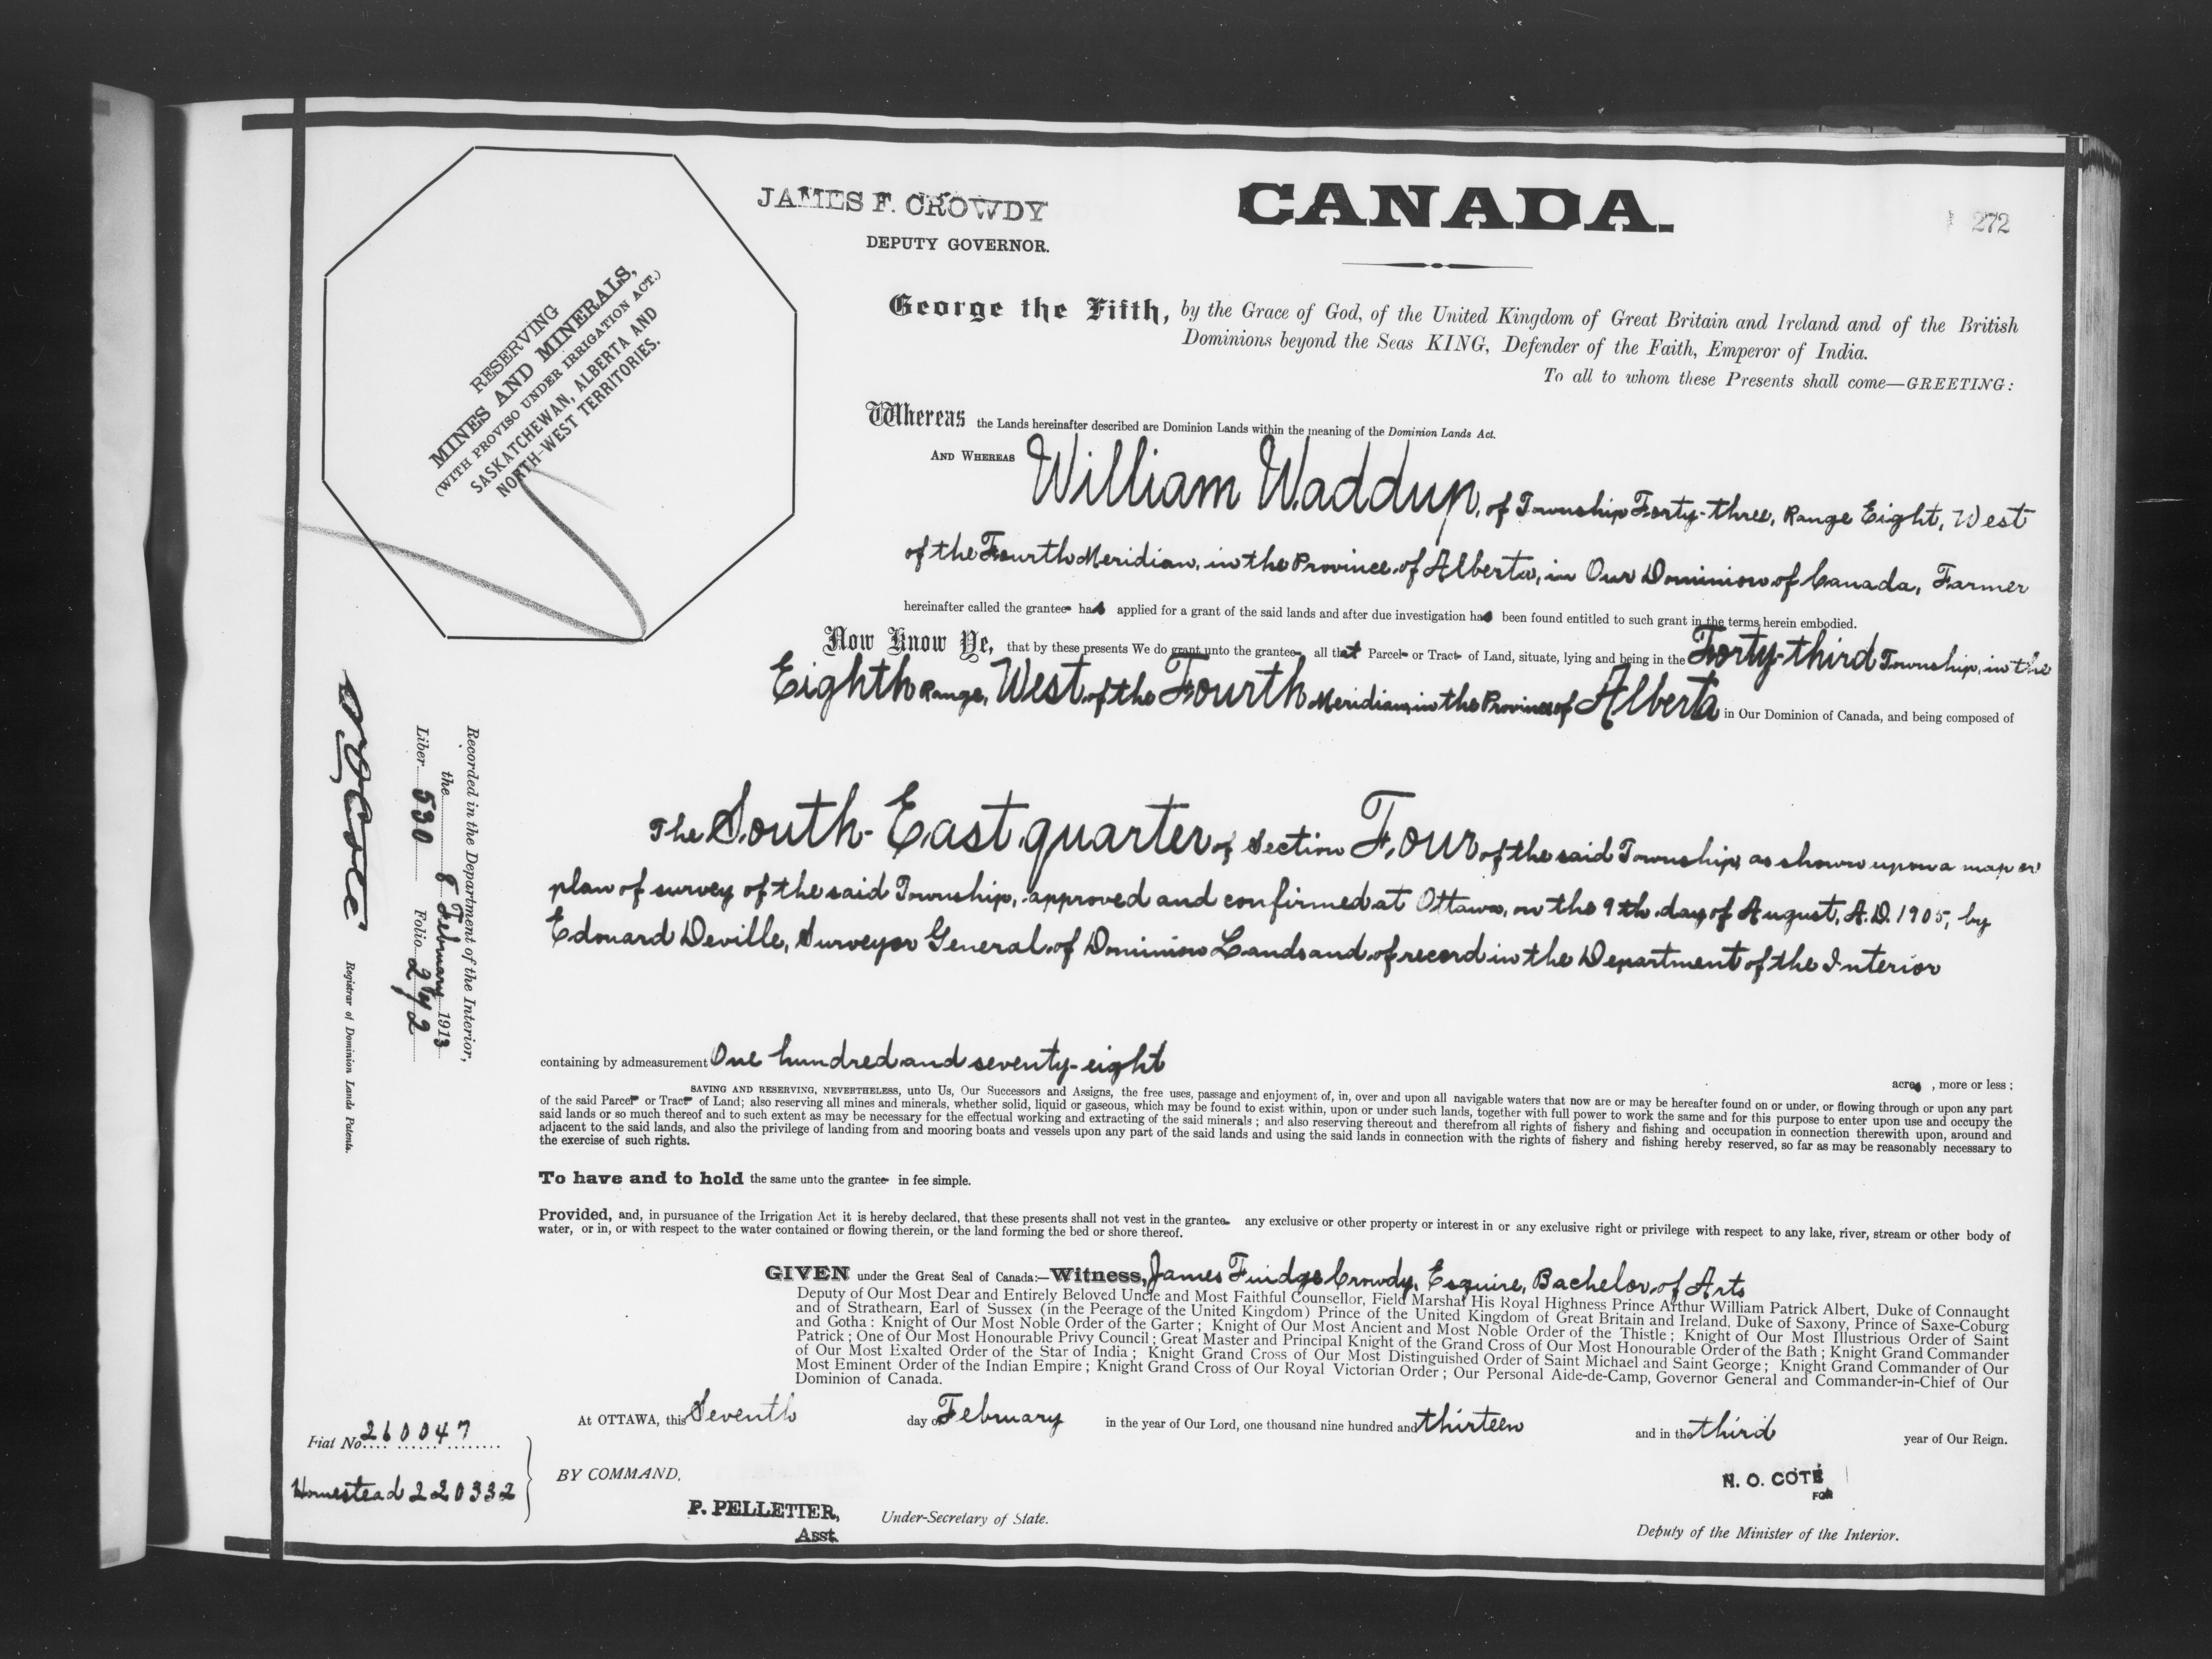 JAMES F. CROWDY
DEPUTY GOVERNOR.
CANADA.
272
RESERVING
MINES AND MINERALS,
(WITH PROVISO UNDER IRRIGATION ACT.)
SASKATCHEWAN, ALBERTA AND
NORTH-WEST TERRITORIES.
George the Fifth, by the Grace of God, of the United Kingdom of Great Britain and Ireland and of the British
Dominions beyond the Seas KING, Defender of the Faith, Emperor of India.
To all to whom these Presents shall come—GREETING:
Whereas the Lands hereinafter described are Dominion Lands within the meaning of the Dominion Lands Act.
AND WHEREAS William Waddup, of Township Forty-three, Range Eight, West
of the Fourth Meridian, in the Province of Alberta, in Our Dominion of Canada, Farmer
hereinafter called the grantee has applied for a grant of the said lands and after due investigation has been found entitled to such grant in the terms herein embodied.
Now Know Ye, that by these presents We do grant unto the grantee all that Parcel or Tract of Land, situate, lying and being in the Forty-third Township, in the
Eighth Range, West of the Fourth Meridian, in the Province of Alberta in Our Dominion of Canada, and being composed of
The South-East quarter of Section Four of the said Township, as shown upon a map or
plan of survey of the said Township, approved and confirmed at Ottawa, on the 9th day of August, A.D. 1905, by
Edouard Deville, Surveyor General of Dominion Lands and of record in the Department of the Interior
containing by admeasurement One hundred and seventy-eight
acres, more or less;
SAVING AND RESERVING, NEVERTHELESS, unto Us, Our Successors and Assigns, the free uses, passage and enjoyment of, in, over and upon all navigable waters that now are or may be hereafter found on or under, or flowing through or upon any part
of the said Parcel or Tract of Land; also reserving all mines and minerals, whether solid, liquid or gaseous, which may be found to exist within, upon or under such lands, together with full power to work the same and for this purpose to enter upon use and occupy the
said lands or so much thereof and to such extent as may be necessary for the effectual working and extracting of the said minerals; and also reserving thereout and therefrom all rights of fishery and fishing and occupation in connection therewith upon, around and
adjacent to the said lands, and also the privilege of landing from and mooring boats and vessels upon any part of the said lands and using the said lands in connection with the rights of fishery and fishing hereby reserved, so far as may be reasonably necessary to
the exercise of such rights.
To have and to hold the same unto the grantee in fee simple.
Provided, and, in pursuance of the Irrigation Act it is hereby declared, that these presents shall not vest in the grantee any exclusive or other property or interest in or any exclusive right or privilege with respect to any lake, river, stream or other body of
water, or in, or with respect to the water contained or flowing therein, or the land forming the bed or shore thereof.
GIVEN under the Great Seal of Canada:—Witness, James Fuidge Crowdy, Esquire, Bachelor of Arts
Deputy of Our Most Dear and Entirely Beloved Uncle and Most Faithful Counsellor, Field Marshal His Royal Highness Prince Arthur William Patrick Albert, Duke of Connaught
and of Strathearn, Earl of Sussex (in the Peerage of the United Kingdom) Prince of the United Kingdom of Great Britain and Ireland, Duke of Saxony, Prince of Saxe-Coburg
and Gotha: Knight of Our Most Noble Order of the Garter; Knight of Our Most Ancient and Most Noble Order of the Thistle; Knight of Our Most Illustrious Order of Saint
Patrick; One of Our Most Honourable Privy Council; Great Master and Principal Knight of the Grand Cross of Our Most Honourable Order of the Bath; Knight Grand Commander
of Our Most Exalted Order of the Star of India; Knight Grand Cross of Our Most Distinguished Order of Saint Michael and Saint George; Knight Grand Commander of Our
Most Eminent Order of the Indian Empire; Knight Grand Cross of Our Royal Victorian Order; Our Personal Aide-de-Camp, Governor General and Commander-in-Chief of Our
Dominion of Canada.
At OTTAWA, this Seventh day of February in the year of Our Lord, one thousand nine hundred and thirteen and in the third year of Our Reign.
Fiat No. 260047
Homestead 220332
BY COMMAND,
P. PELLETIER,
Asst.
Under-Secretary of State.
N. O. COTÉ
FOR
Deputy of the Minister of the Interior.
Recorded in the Department of the Interior,
the 8 February 1913
Liber 530 Folio 272
N O Coté
Registrar of Dominion Lands Patents.